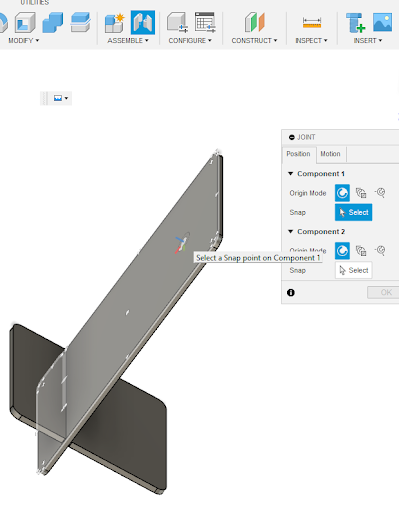 UTILITIES
MODIFY
ASSEMBLE
CONFIGURE
CONSTRUCT
INSPECT
INSERT
JOINT
Position Motion
Component 1
Origin Mode
Snap Select
Component 2
Origin Mode
Select a Snap point on Component 1
Snap Select
OK